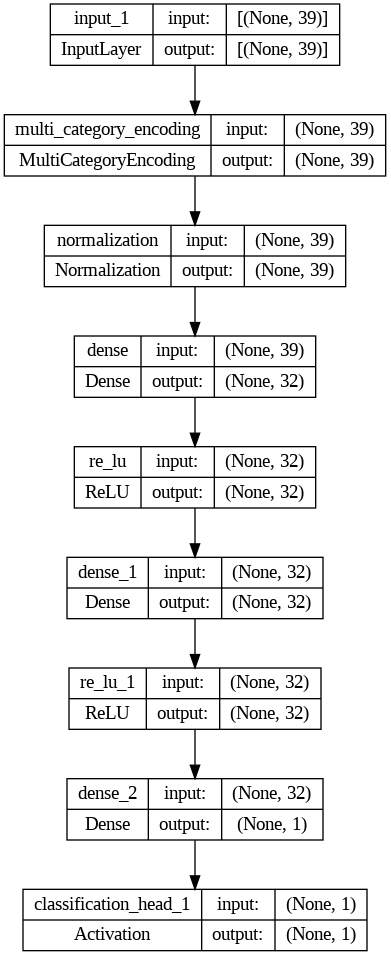 input_1 input: [(None, 39)]
InputLayer output: [(None, 39)]
multi_category_encoding input: (None, 39)
MultiCategoryEncoding output: (None, 39)
normalization input: (None, 39)
Normalization output: (None, 39)
dense input: (None, 39)
Dense output: (None, 32)
re_lu input: (None, 32)
ReLU output: (None, 32)
dense_1 input: (None, 32)
Dense output: (None, 32)
re_lu_1 input: (None, 32)
ReLU output: (None, 32)
dense_2 input: (None, 32)
Dense output: (None, 1)
classification_head_1 input: (None, 1)
Activation output: (None, 1)